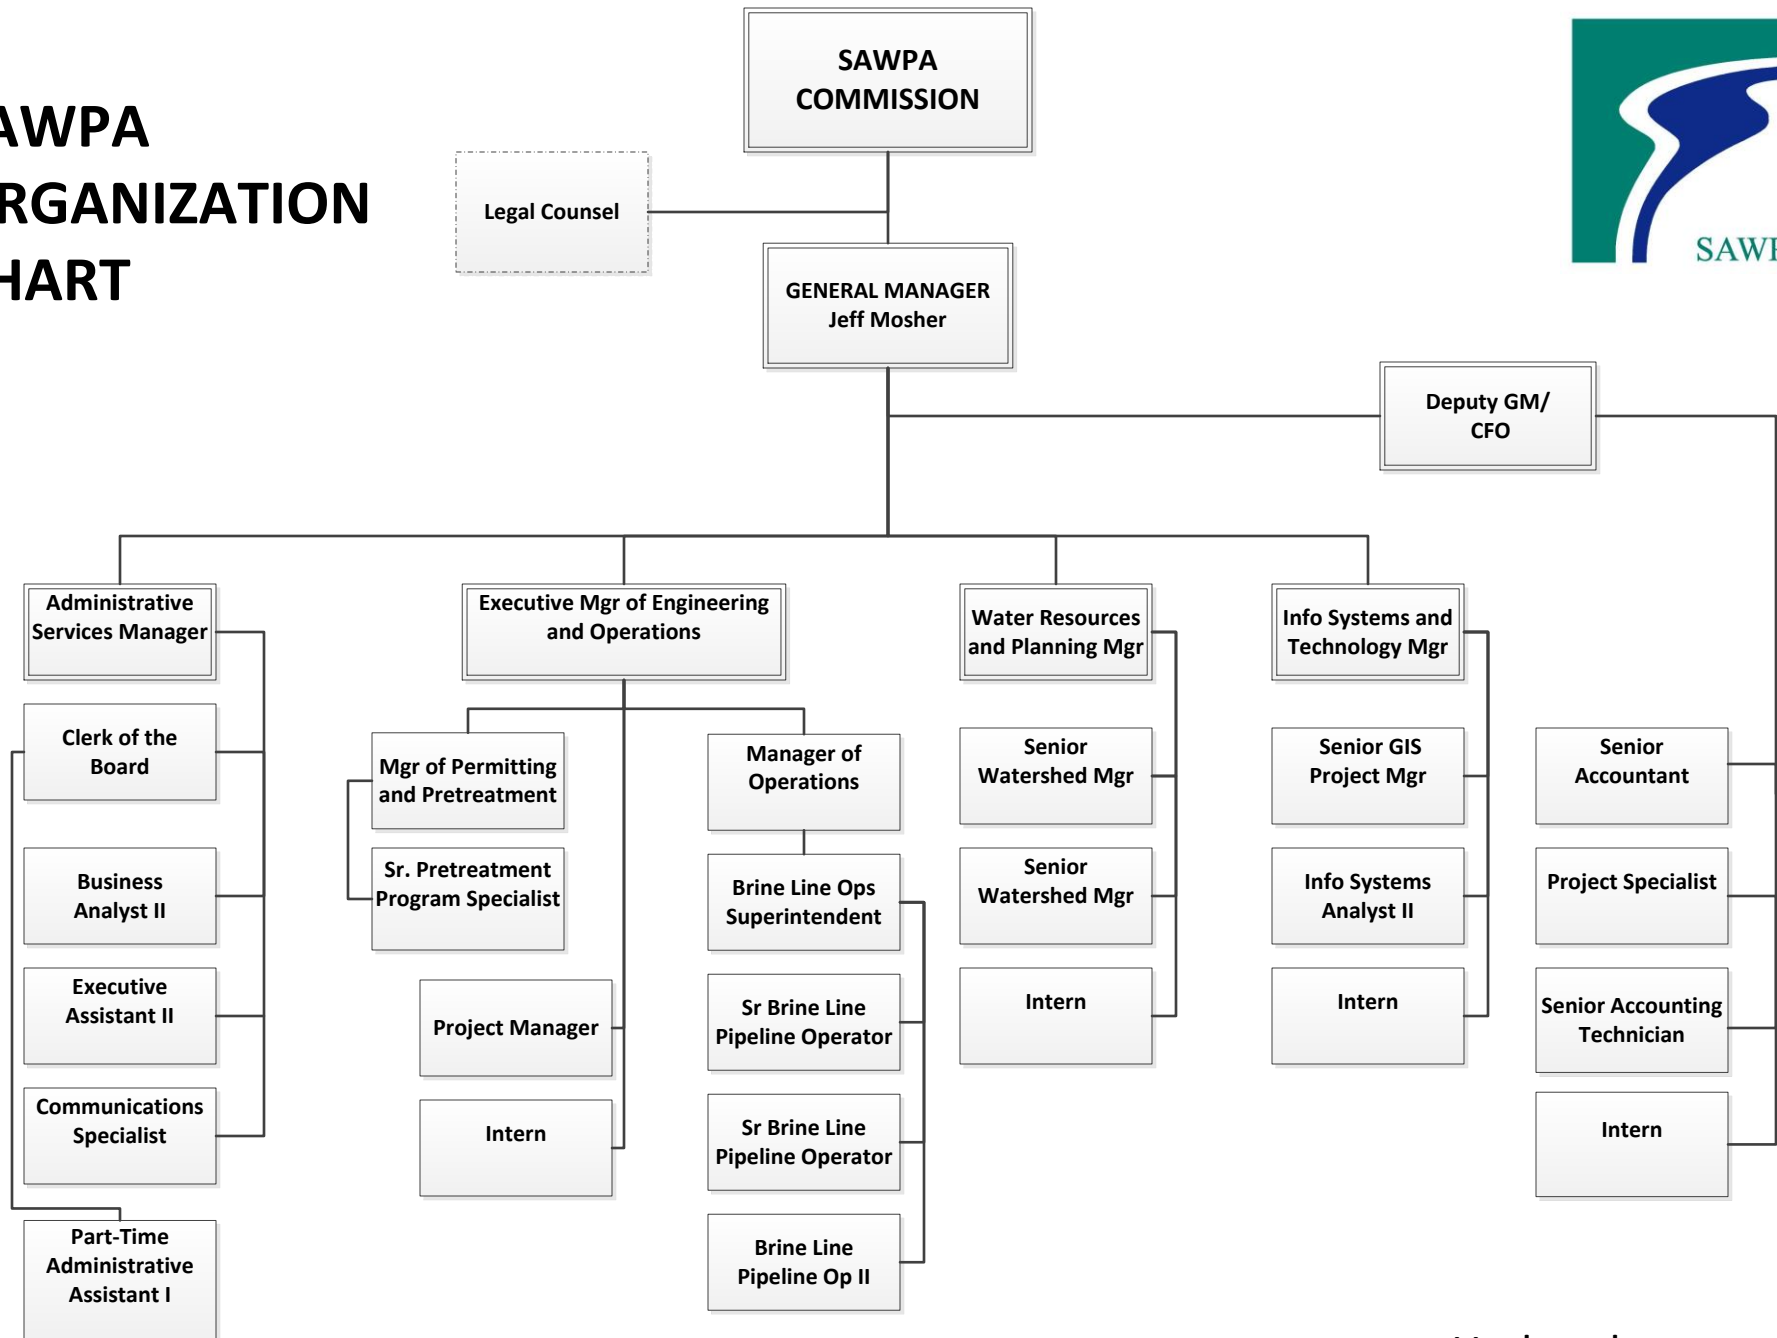 SAWPA
COMMISSION
AWPA
RGANIZATION
HART
Legal Counsel
GENERAL MANAGER
Jeff Mosher
SAWP
Deputy GM/
CFO
Administrative
Services Manager
Executive Mgr of Engineering
and Operations
Water Resources
and Planning Mgr
Info Systems and
Technology Mgr
Clerk of the
Board
Business
Analyst II
Executive
Assistant II
Communications
Specialist
Part-Time
Administrative
Assistant I
Mgr of Permitting
and Pretreatment
Sr. Pretreatment
Program Specialist
Project Manager
Intern
Manager of
Operations
Brine Line Ops
Superintendent
Sr Brine Line
Pipeline Operator
Sr Brine Line
Pipeline Operator
Brine Line
Pipeline Op II
Senior
Watershed Mgr
Senior
Watershed Mgr
Intern
Senior GIS
Project Mgr
Info Systems
Analyst II
Intern
Senior
Accountant
Project Specialist
Senior Accounting
Technician
Intern